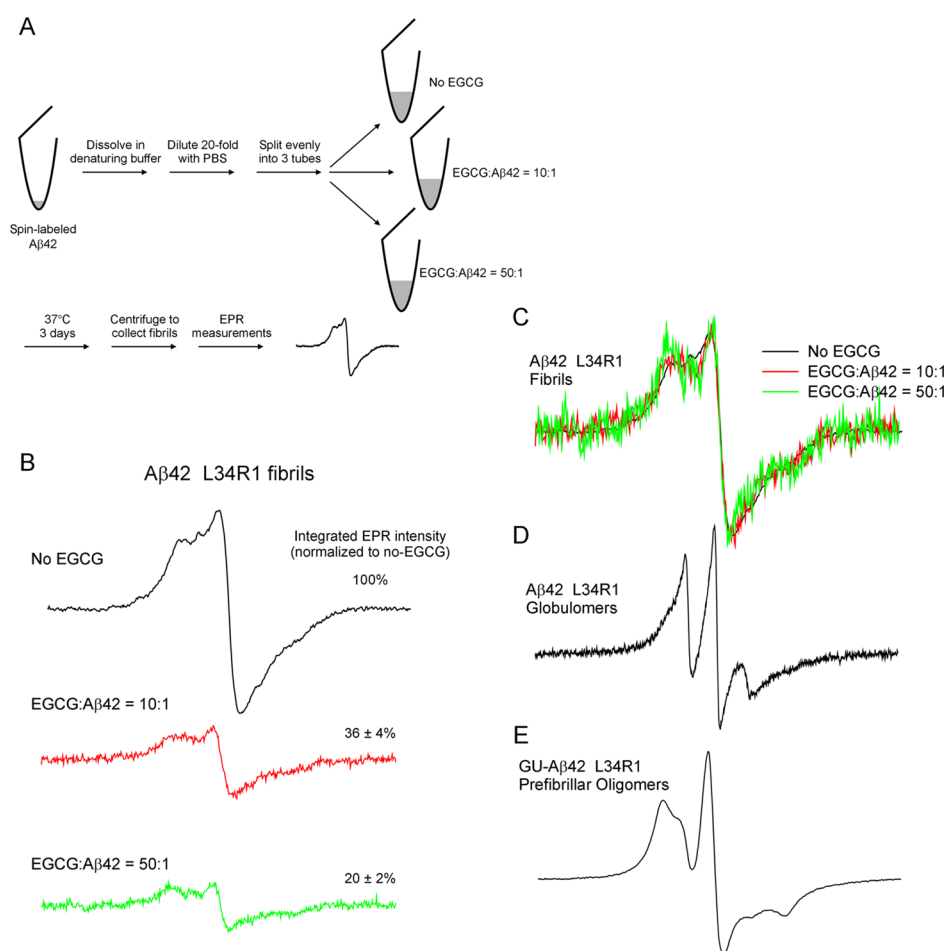 A
No EGCG
Dissolve in
denaturing buffer
Dilute 20-fold
with PBS
Split evenly
into 3 tubes
EGCG:Aβ42 = 10:1
Spin-labeled
Aβ42
EGCG:Aβ42 = 50:1
37°C
3 days
Centrifuge to
collect fibrils
EPR
measurements
B
Aβ42 L34R1 fibrils
No EGCG
Integrated EPR intensity
(normalized to no-EGCG)
100%
EGCG:Aβ42 = 10:1
36 ± 4%
EGCG:Aβ42 = 50:1
20 ± 2%
C
Aβ42 L34R1
Fibrils
No EGCG
EGCG:Aβ42 = 10:1
EGCG:Aβ42 = 50:1
D
Aβ42 L34R1
Globulomers
E
GU-Aβ42 L34R1
Prefibrillar Oligomers